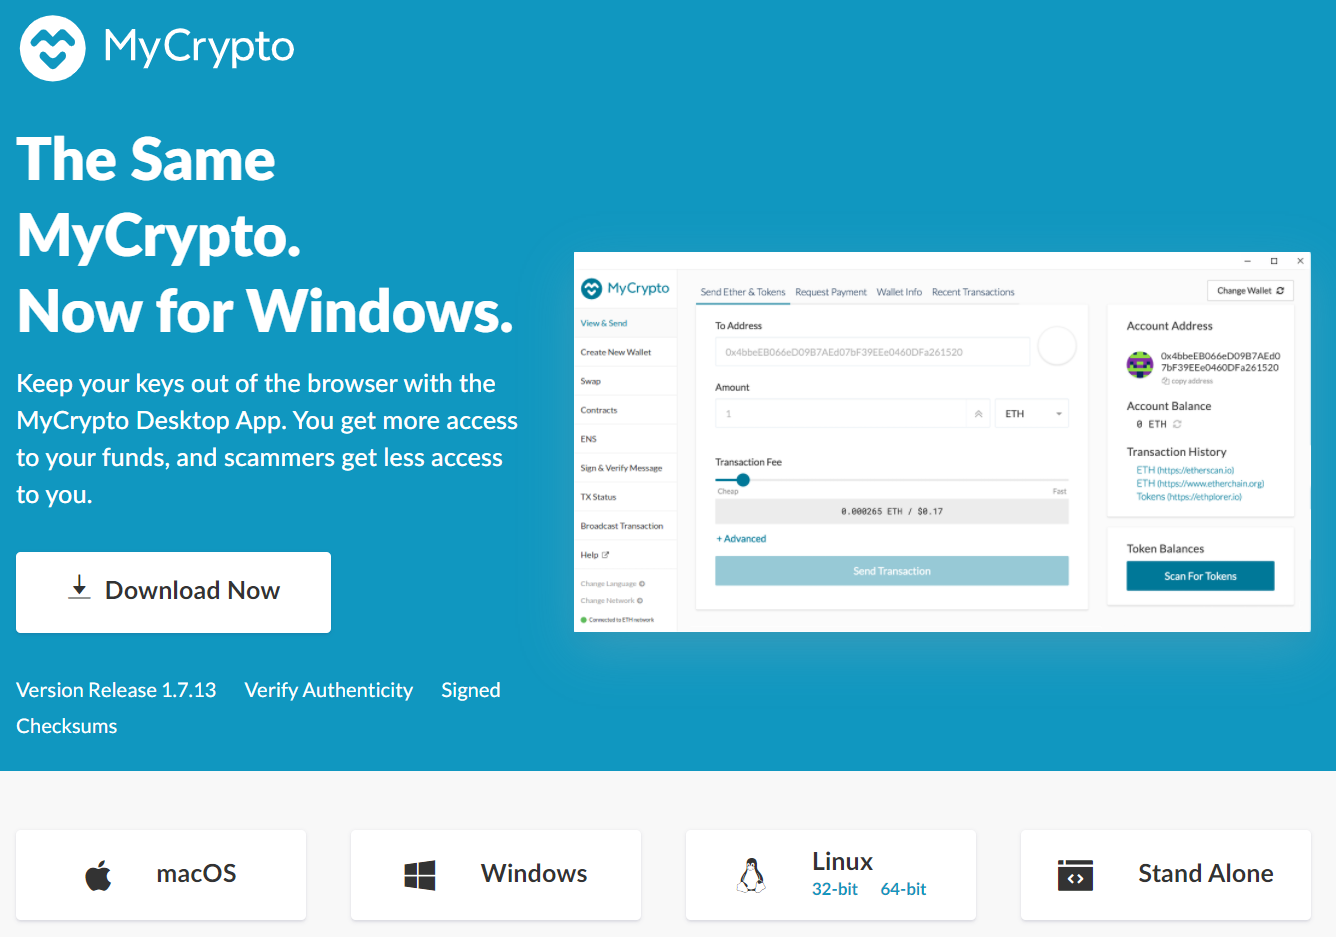 MyCrypto
The Same
MyCrypto.
Now for Windows.
Keep your keys out of the browser with the
MyCrypto Desktop App. You get more access
to your funds, and scammers get less access
to you.
Download Now
Version Release 1.7.13 Verify Authenticity Signed
Checksums
MyCrypto
View & Send
Create New Wallet
Swap
Contracts
ENS
Sign & Verify Message
TX Status
Broadcast Transaction
Help
Change Language
Change Network
Connected to ETH network
Send Ether & Tokens Request Payment Wallet Info Recent Transactions
Change Wallet
To Address
0x4bbeEB066eD09B7AEd07bF39EEe0460DFa261520
Amount
1
ETH
Transaction Fee
Cheap Fast
0.000265 ETH / $0.17
+ Advanced
Send Transaction
Account Address
0x4bbeEB066eD09B7AEd0
7bF39EEe0460DFa261520
copy address
Account Balance
0 ETH
Transaction History
ETH (https://etherscan.io)
ETH (https://www.etherchain.org)
Tokens (https://ethplorer.io)
Token Balances
Scan For Tokens
macOS
Windows
Linux
32-bit 64-bit
Stand Alone